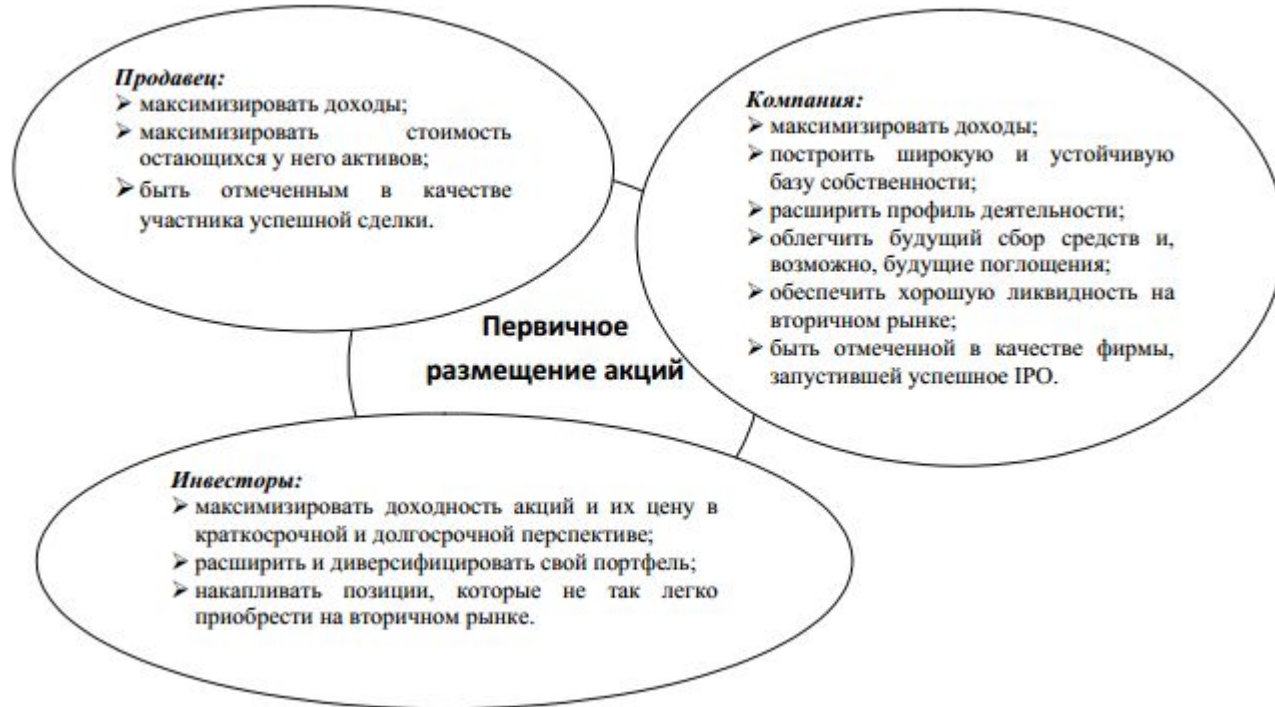 Продавец:
➢ максимизировать доходы;
➢ максимизировать стоимость
остающихся у него активов;
➢ быть отмеченным в качестве
участника успешной сделки.
Компания:
➢ максимизировать доходы;
➢ построить широкую и устойчивую
базу собственности;
➢ расширить профиль деятельности;
➢ облегчить будущий сбор средств и,
возможно, будущие поглощения;
➢ обеспечить хорошую ликвидность на
вторичном рынке;
➢ быть отмеченной в качестве фирмы,
запустившей успешное IPO.
Первичное
размещение акций
Инвесторы:
➢ максимизировать доходность акций и их цену в
краткосрочной и долгосрочной перспективе;
➢ расширить и диверсифицировать свой портфель;
➢ накапливать позиции, которые не так легко
приобрести на вторичном рынке.